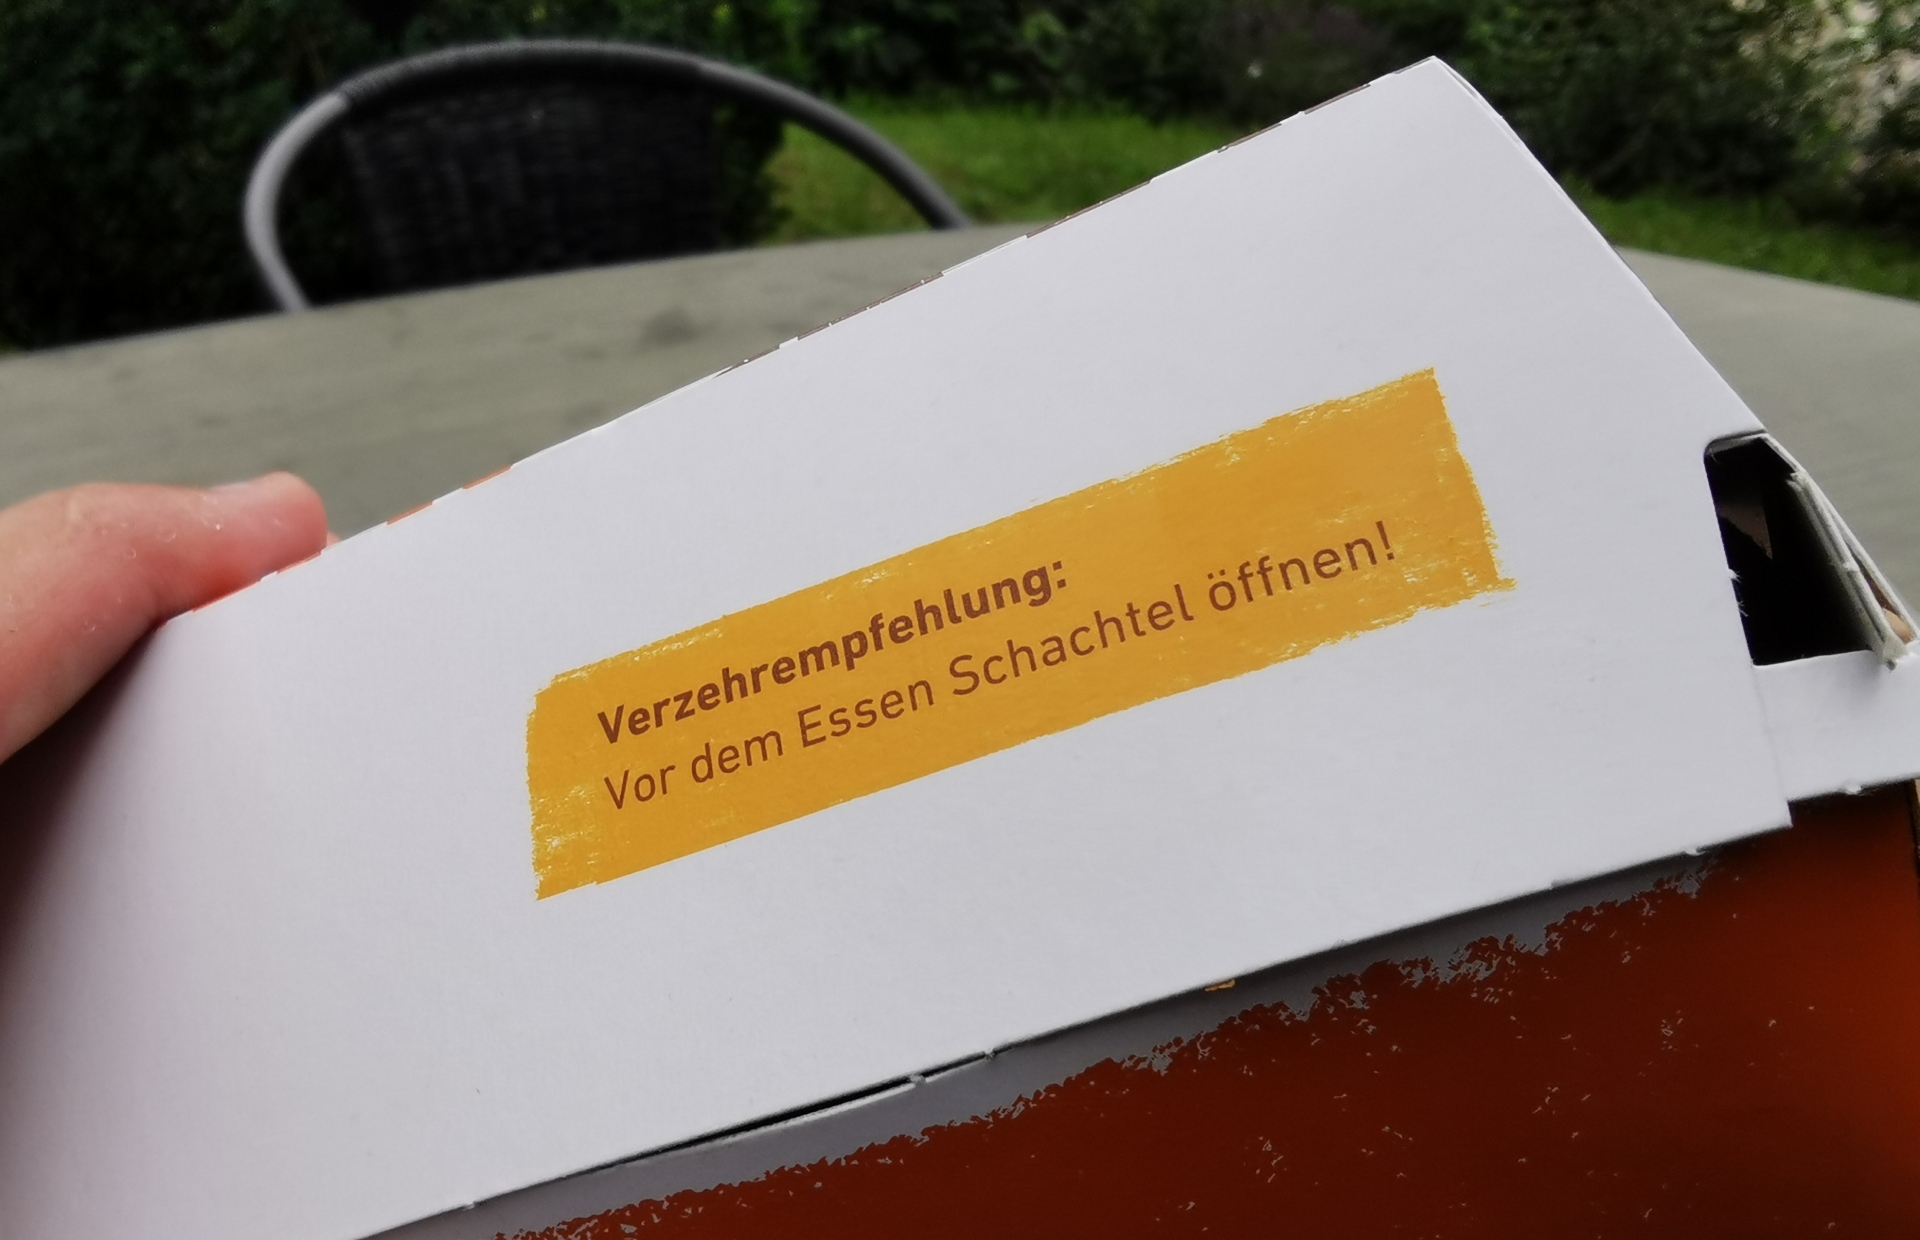 Verzehrempfehlung:
Vor dem Essen Schachtel öffnen!